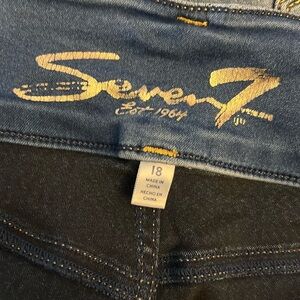 Seven7
Est 1964
18
MADE IN
CHINA
HECHO EN
CHINA